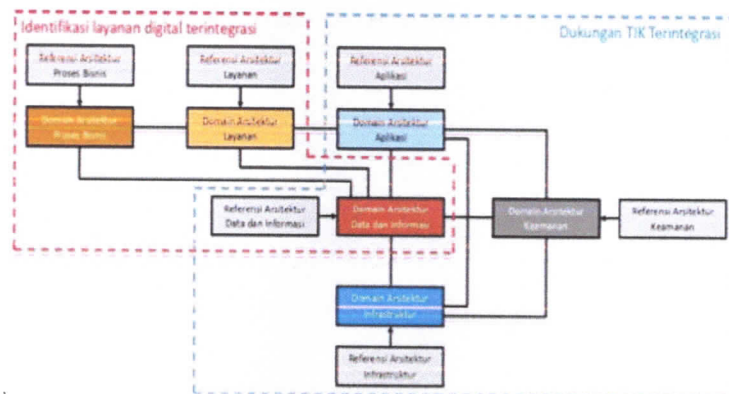 Identifikasi layanan digital terintegrasi
Dukungan TIK Terintegrasi
Referensi Arsitektur
Proses Bisnis
Referensi Arsitektur
Layanan
Referensi Arsitektur
Aplikasi
Domain Arsitektur
Proses Bisnis
Domain Arsitektur
Layanan
Domain Arsitektur
Aplikasi
Referensi Arsitektur
Data dan Informasi
Domain Arsitektur
Data dan Informasi
Domain Arsitektur
Keamanan
Referensi Arsitektur
Keamanan
Domain Arsitektur
Infrastruktur
Referensi Arsitektur
Infrastruktur